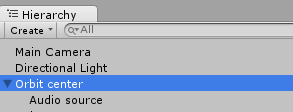 Hierarchy
Create All
Main Camera
Directional Light
Orbit center
Audio source